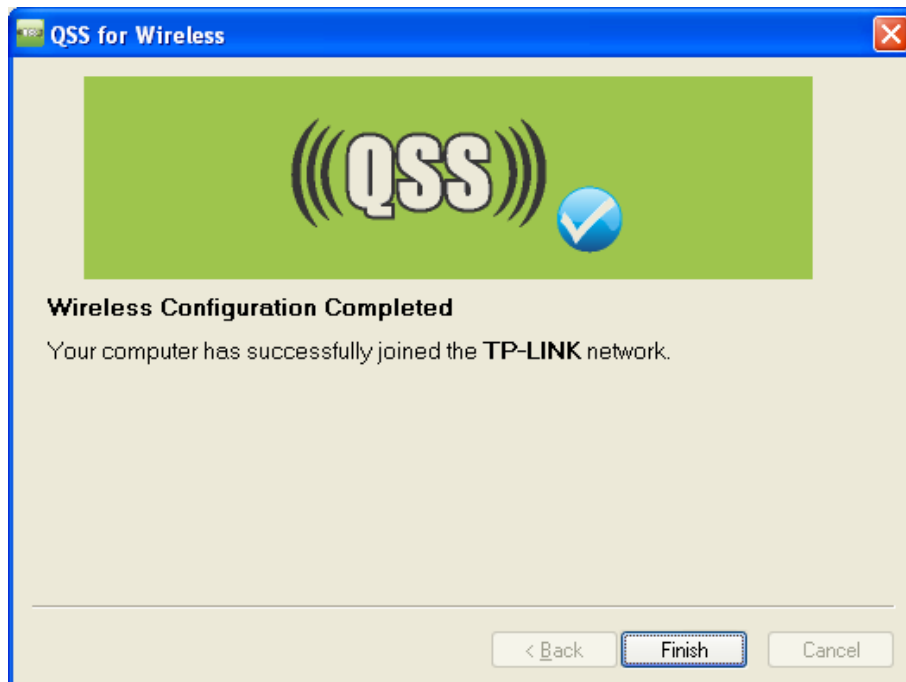 QSS for Wireless
(((QSS)))
Wireless Configuration Completed
Your computer has successfully joined the TP-LINK network.
< Back
Finish
Cancel